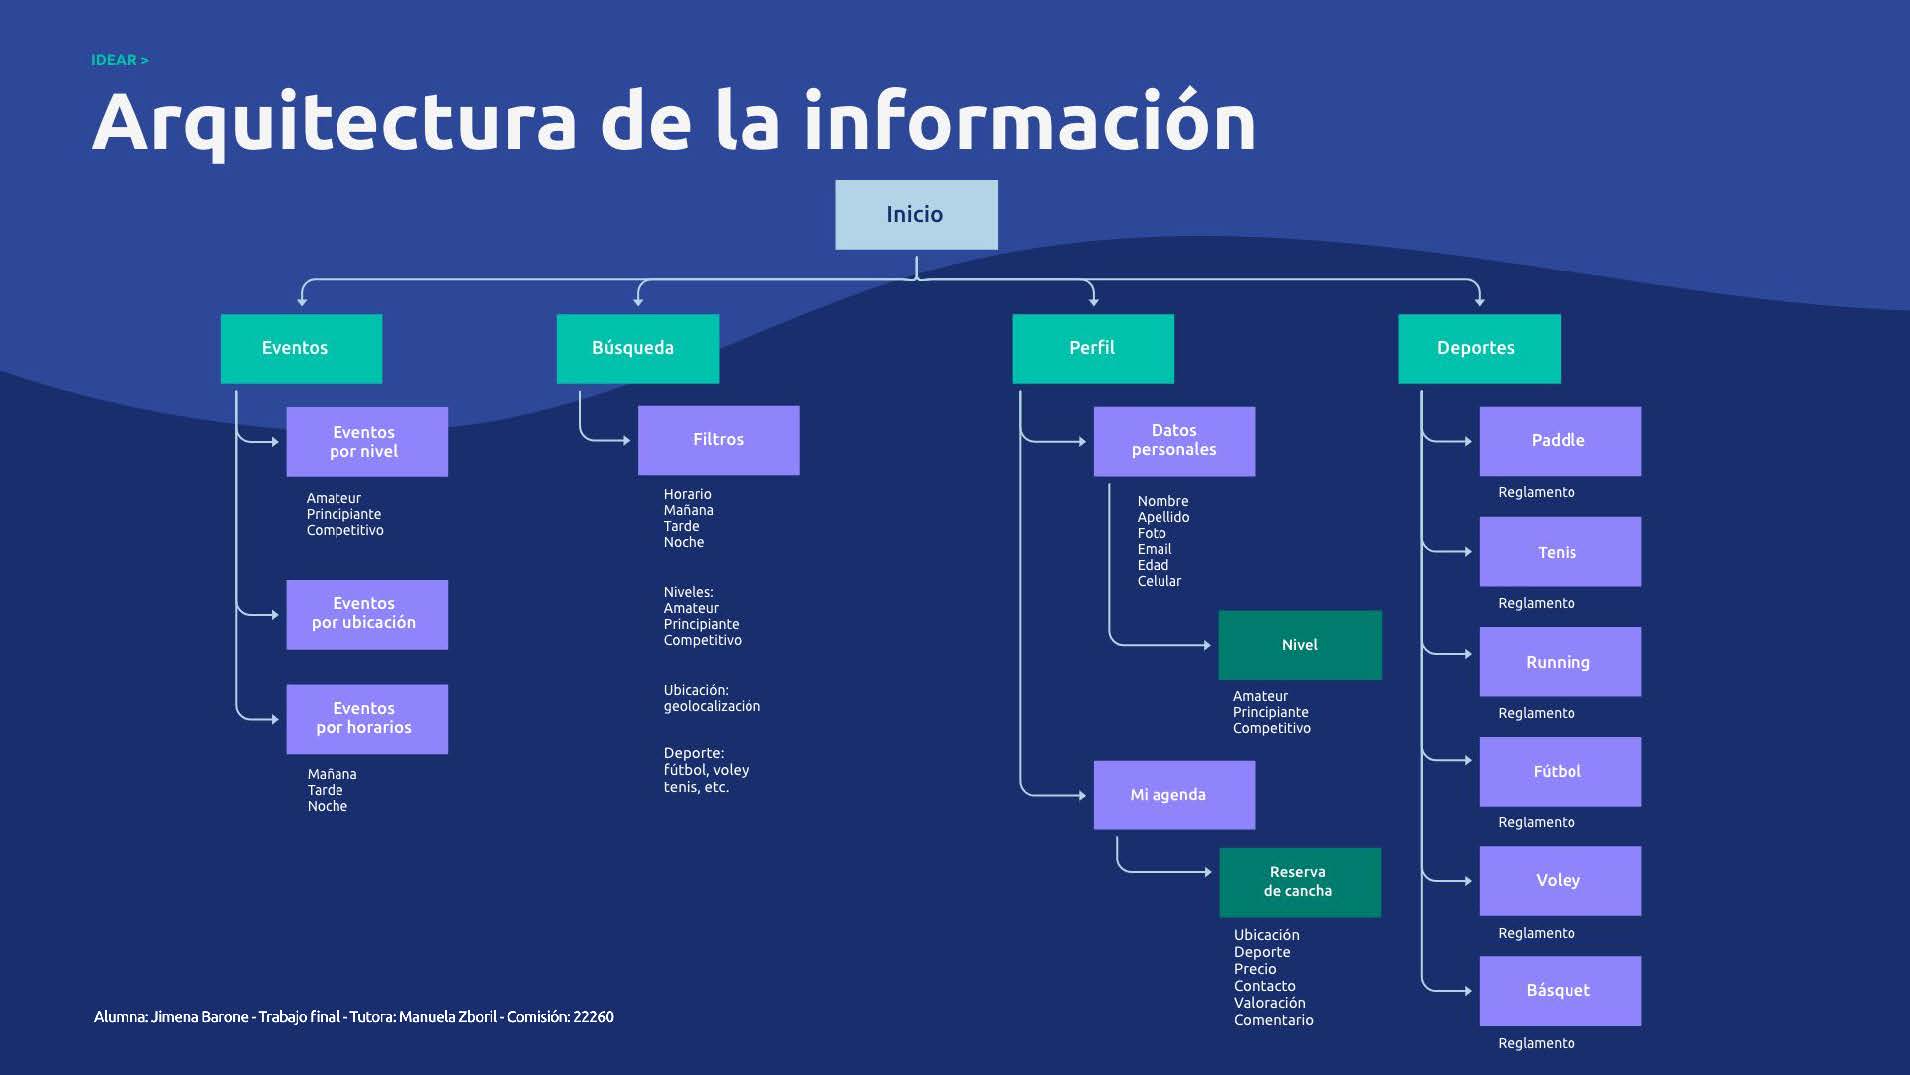 IDEAR >
Arquitectura de la información
Inicio
Eventos
Eventos
por nivel
Amateur
Principiante
Competitivo
Eventos
por ubicación
Eventos
por horarios
Mañana
Tarde
Noche
Búsqueda
Filtros
Horario
Mañana
Tarde
Noche
Niveles:
Amateur
Principiante
Competitivo
Ubicación:
geolocalización
Deporte:
fútbol, voley
tenis, etc.
Perfil
Datos
personales
Nombre
Apellido
Foto
Email
Edad
Celular
Nivel
Amateur
Principiante
Competitivo
Mi agenda
Reserva
de cancha
Ubicación
Deporte
Precio
Contacto
Valoración
Comentario
Deportes
Paddle
Reglamento
Tenis
Reglamento
Running
Reglamento
Fútbol
Reglamento
Voley
Reglamento
Básquet
Reglamento
Alumna: Jimena Barone - Trabajo final - Tutora: Manuela Zboril - Comisión: 22260